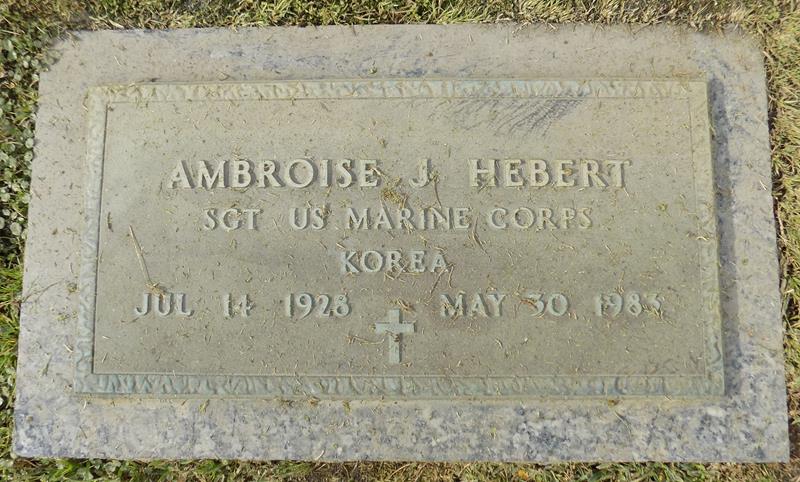 AMBROISE J. HEBERT
SGT US MARINE CORPS
KOREA
JUL 14 1928 MAY 30 1983